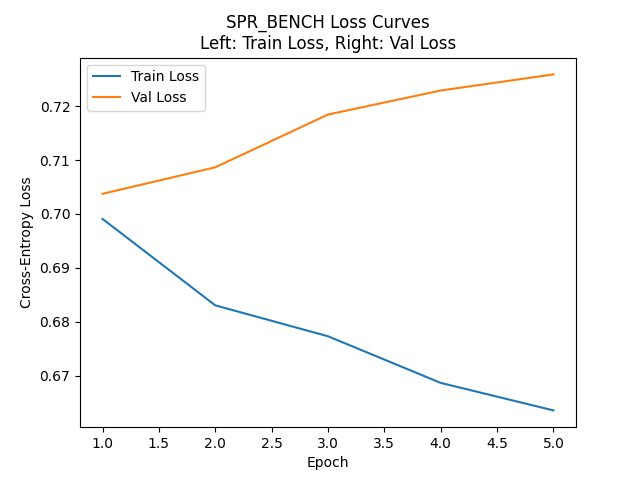 SPR_BENCH Loss Curves
Left: Train Loss, Right: Val Loss
Train Loss
Val Loss
Cross-Entropy Loss
0.72
0.71
0.70
0.69
0.68
0.67
1.0 1.5 2.0 2.5 3.0 3.5 4.0 4.5 5.0
Epoch